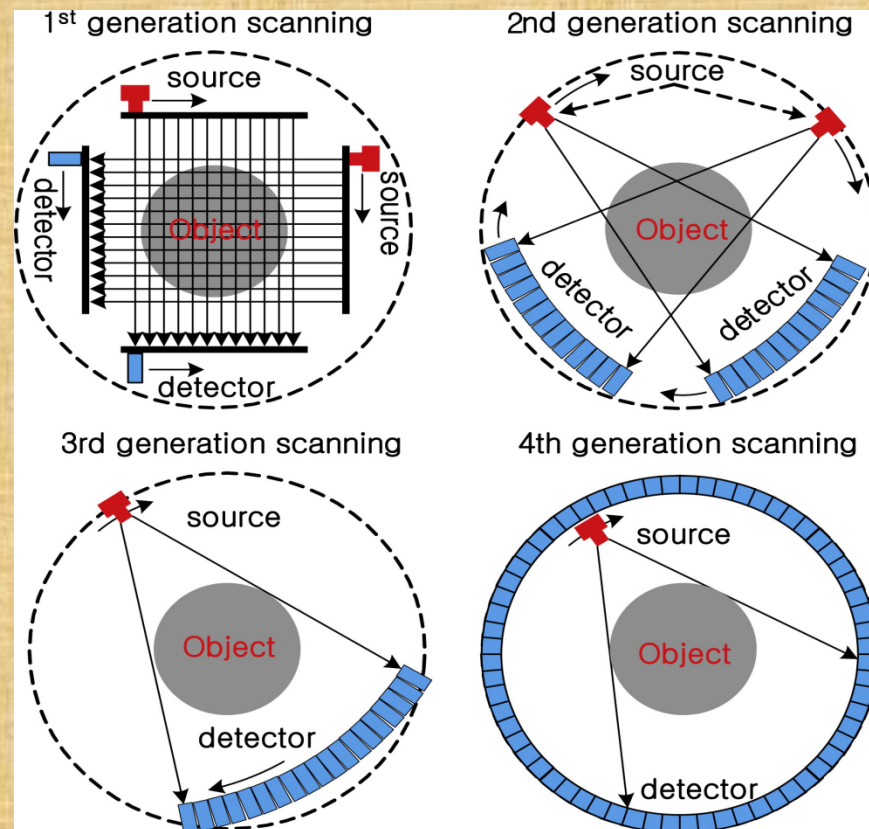 1st generation scanning
source
detector
source
Object
detector
2nd generation scanning
source
Object
detector
detector
3rd generation scanning
source
Object
detector
4th generation scanning
source
Object
detector